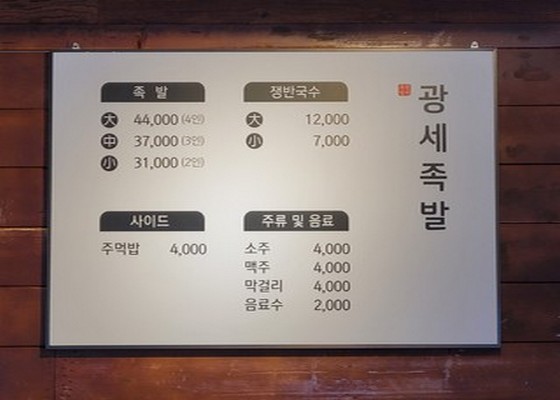 족 발
大 44,000 (4인)
中 37,000 (3인)
小 31,000 (2인)
쟁반국수
大 12,000
小 7,000
사이드
주먹밥 4,000
주류 및 음료
소주 4,000
맥주 4,000
막걸리 4,000
음료수 2,000
광세족발